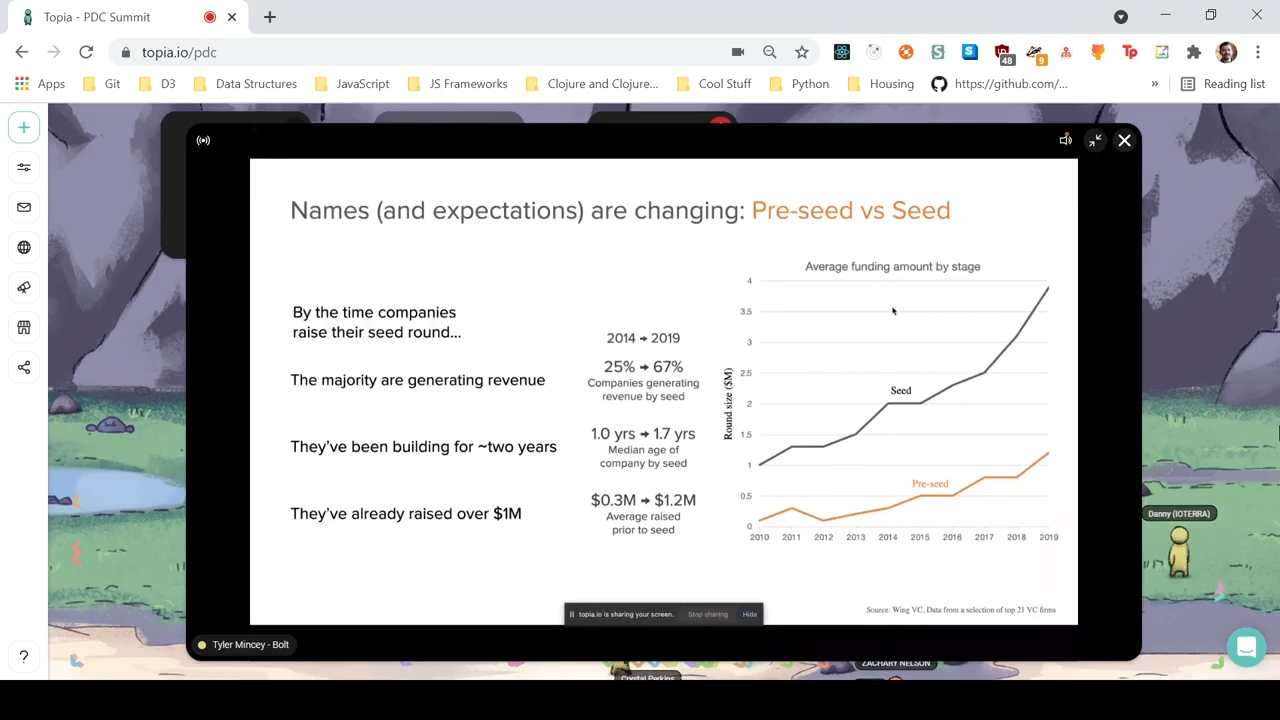 Topia - PDC Summit
topia.io/pdc
48
9
Tp
Apps
Git
D3
Data Structures
JavaScript
JS Frameworks
Clojure and Clojure...
Cool Stuff
Python
Housing
https://github.com/...
»
Reading list
Names (and expectations) are changing: Pre-seed vs Seed
By the time companies
raise their seed round...
The majority are generating revenue
They've been building for ~two years
They've already raised over $1M
2014 → 2019
25% → 67%
Companies generating
revenue by seed
1.0 yrs → 1.7 yrs
Median age of
company by seed
$0.3M → $1.2M
Average raised
prior to seed
Average funding amount by stage
Round size ($M)
4
3.5
3
2.5
2
1.5
1
0.5
0
Seed
Pre-seed
2010 2011 2012 2013 2014 2015 2016 2017 2018 2019
Source: Wing VC, Data from a selection of top 21 VC firms
topia.io is sharing your screen. Stop sharing Hide
Tyler Mincey - Bolt
Danny (IOTERRA)
ZACHARY NELSON
Crystal Perkins
?